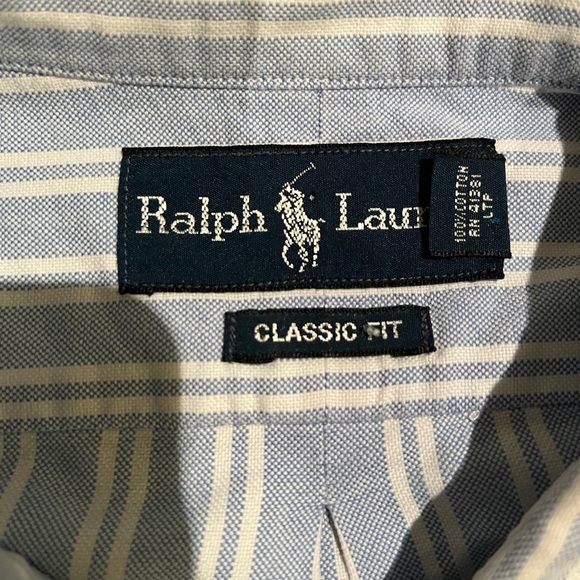 Ralph Laur
100% COTTON
RN 41381
LTP
CLASSIC FIT